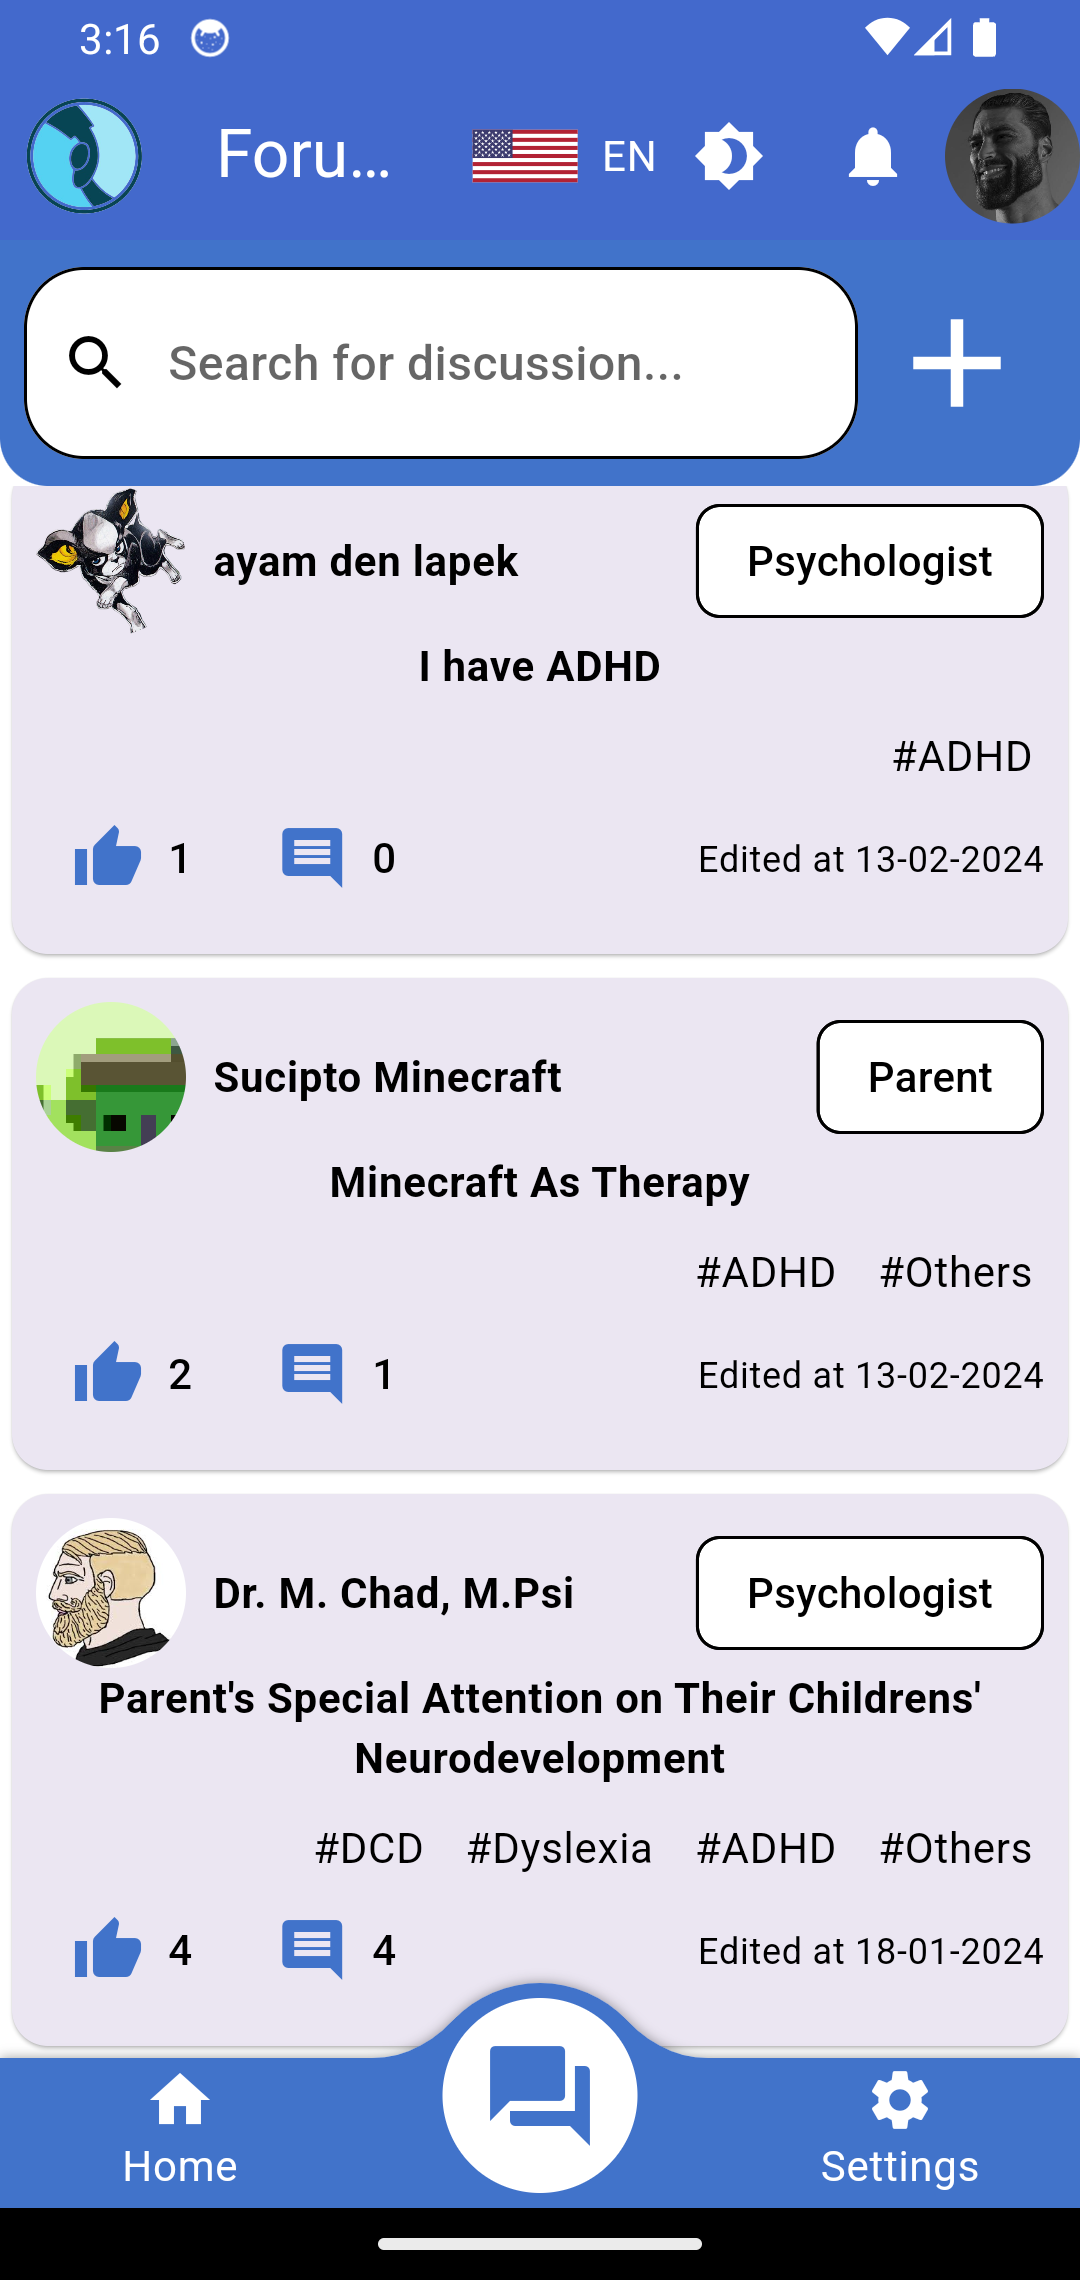 3:16
Foru...
EN
Search for discussion...
ayam den lapek
Psychologist
I have ADHD
#ADHD
1
0
Edited at 13-02-2024
Sucipto Minecraft
Parent
Minecraft As Therapy
#ADHD #Others
2
1
Edited at 13-02-2024
Dr. M. Chad, M.Psi
Psychologist
Parent's Special Attention on Their Childrens'
Neurodevelopment
#DCD #Dyslexia #ADHD #Others
4
4
Edited at 18-01-2024
Home
Settings